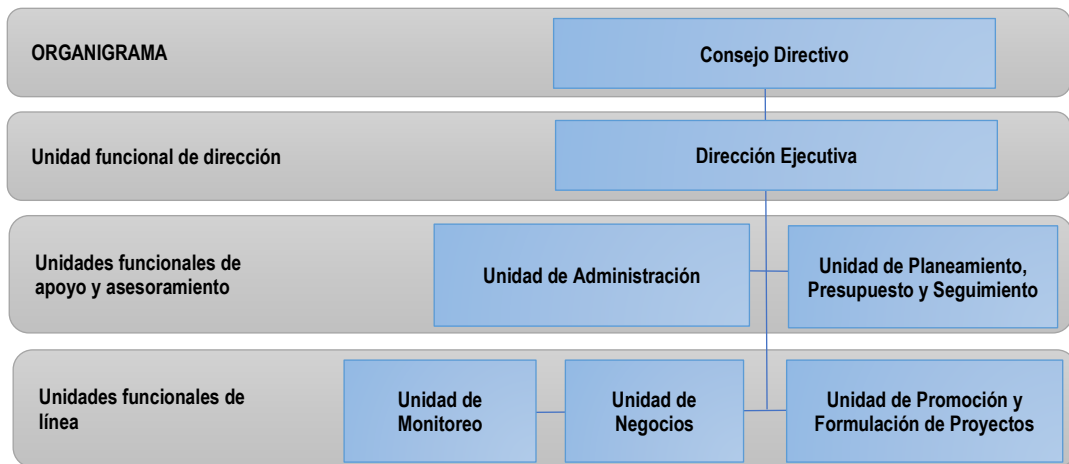 ORGANIGRAMA
Consejo Directivo
Unidad funcional de dirección
Dirección Ejecutiva
Unidades funcionales de
apoyo y asesoramiento
Unidad de Administración
Unidad de Planeamiento,
Presupuesto y Seguimiento
Unidades funcionales de
línea
Unidad de
Monitoreo
Unidad de
Negocios
Unidad de Promoción y
Formulación de Proyectos